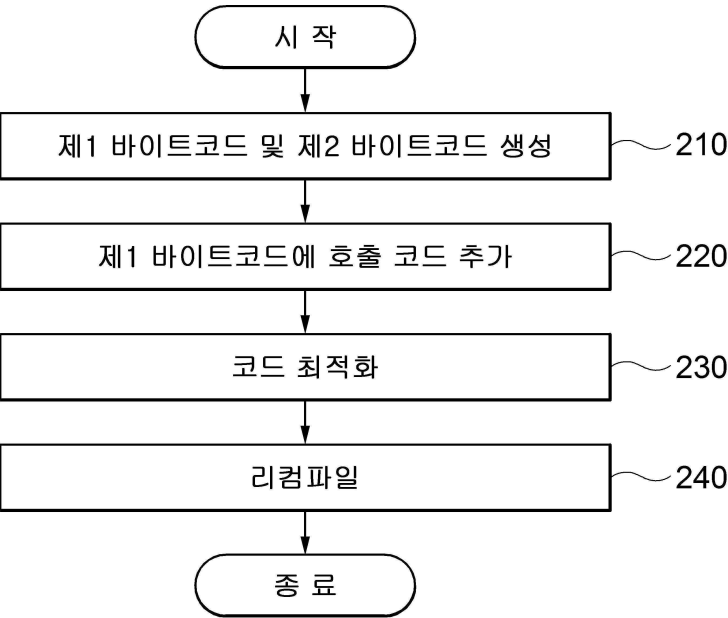 시 작
제1 바이트코드 및 제2 바이트코드 생성
210
제1 바이트코드에 호출 코드 추가
220
코드 최적화
230
리컴파일
240
종 료